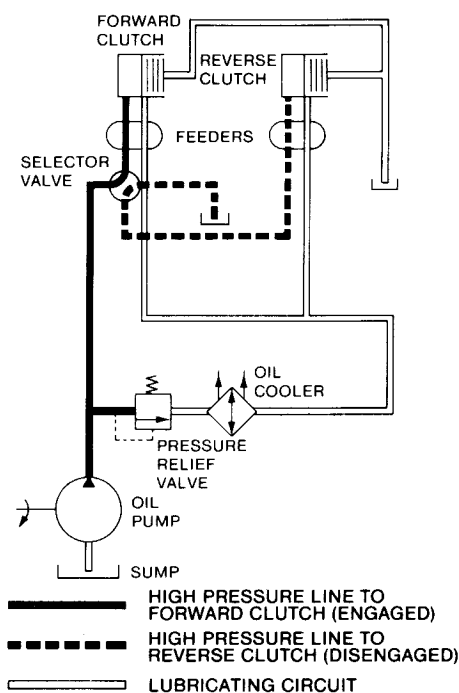 FORWARD
CLUTCH
REVERSE
CLUTCH
FEEDERS
SELECTOR
VALVE
OIL
COOLER
PRESSURE
RELIEF
VALVE
OIL
PUMP
SUMP
HIGH PRESSURE LINE TO
FORWARD CLUTCH (ENGAGED)
HIGH PRESSURE LINE TO
REVERSE CLUTCH (DISENGAGED)
LUBRICATING CIRCUIT